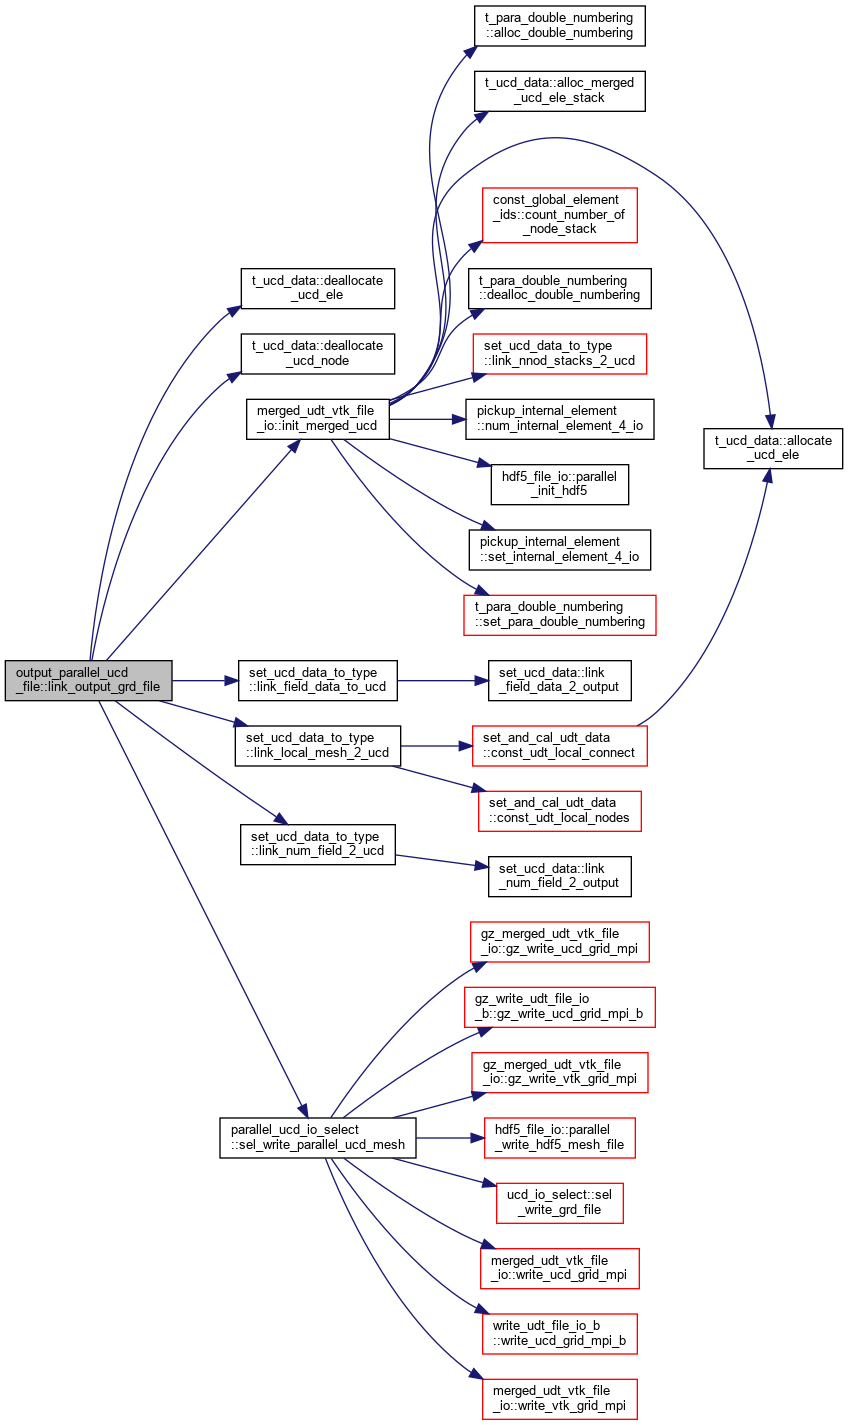 t_para_double_numbering
::alloc_double_numbering
t_ucd_data::alloc_merged
_ucd_ele_stack
const_global_element
_ids::count_number_of
_node_stack
t_ucd_data::deallocate
_ucd_ele
t_para_double_numbering
::dealloc_double_numbering
t_ucd_data::deallocate
_ucd_node
set_ucd_data_to_type
::link_nnod_stacks_2_ucd
merged_udt_vtk_file
_io::init_merged_ucd
pickup_internal_element
::num_internal_element_4_io
t_ucd_data::allocate
_ucd_ele
hdf5_file_io::parallel
_init_hdf5
pickup_internal_element
::set_internal_element_4_io
t_para_double_numbering
::set_para_double_numbering
output_parallel_ucd
_file::link_output_grd_file
set_ucd_data_to_type
::link_field_data_to_ucd
set_ucd_data::link
_field_data_2_output
set_ucd_data_to_type
::link_local_mesh_2_ucd
set_and_cal_udt_data
::const_udt_local_connect
set_and_cal_udt_data
::const_udt_local_nodes
set_ucd_data_to_type
::link_num_field_2_ucd
set_ucd_data::link
_num_field_2_output
gz_merged_udt_vtk_file
_io::gz_write_ucd_grid_mpi
gz_write_udt_file_io
_b::gz_write_ucd_grid_mpi_b
gz_merged_udt_vtk_file
_io::gz_write_vtk_grid_mpi
parallel_ucd_io_select
::sel_write_parallel_ucd_mesh
hdf5_file_io::parallel
_write_hdf5_mesh_file
ucd_io_select::sel
_write_grd_file
merged_udt_vtk_file
_io::write_ucd_grid_mpi
write_udt_file_io_b
::write_ucd_grid_mpi_b
merged_udt_vtk_file
_io::write_vtk_grid_mpi